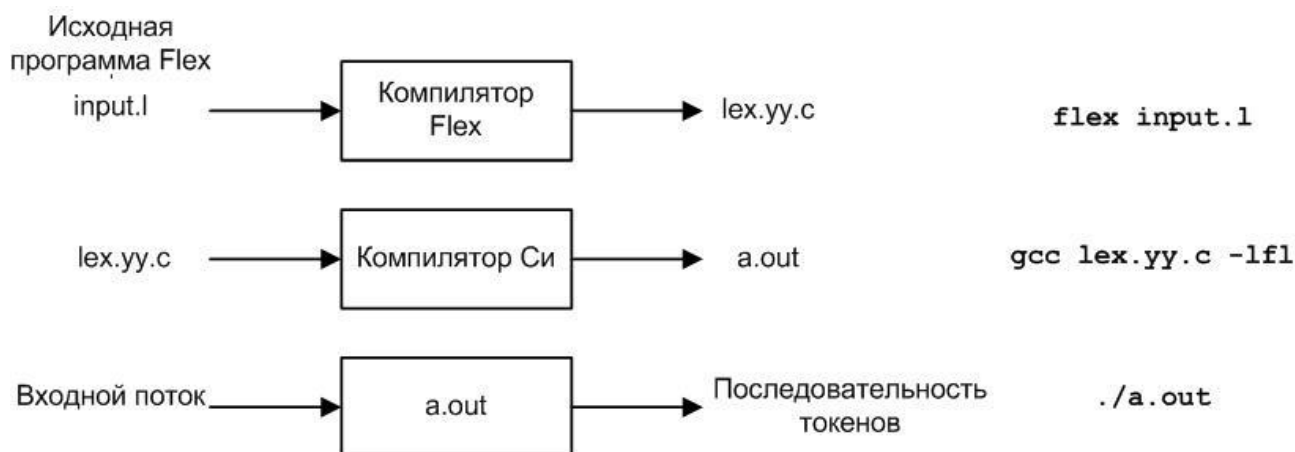 Исходная
программа Flex
input.l
Компилятор
Flex
lex.yy.c
flex input.l
lex.yy.c
Компилятор Си
a.out
gcc lex.yy.c -lfl
Входной поток
a.out
Последовательность
токенов
./a.out